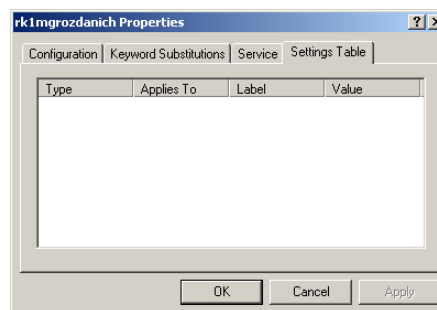 rk1mgrozdanich Properties
Configuration Keyword Substitutions Service Settings Table
Type Applies To Label Value
OK Cancel Apply